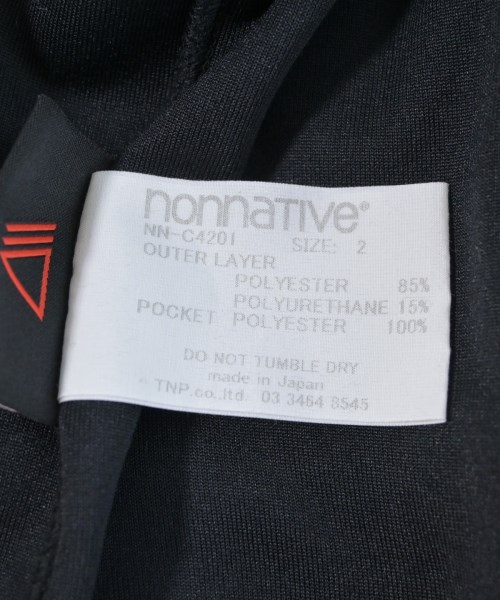 nonnative®
NN-C4201 SIZE: 2
OUTER LAYER
POLYESTER 85%
POLYURETHANE 15%
POCKET POLYESTER 100%
DO NOT TUMBLE DRY
made in Japan
TNP.co.,ltd. 03 3464 8545